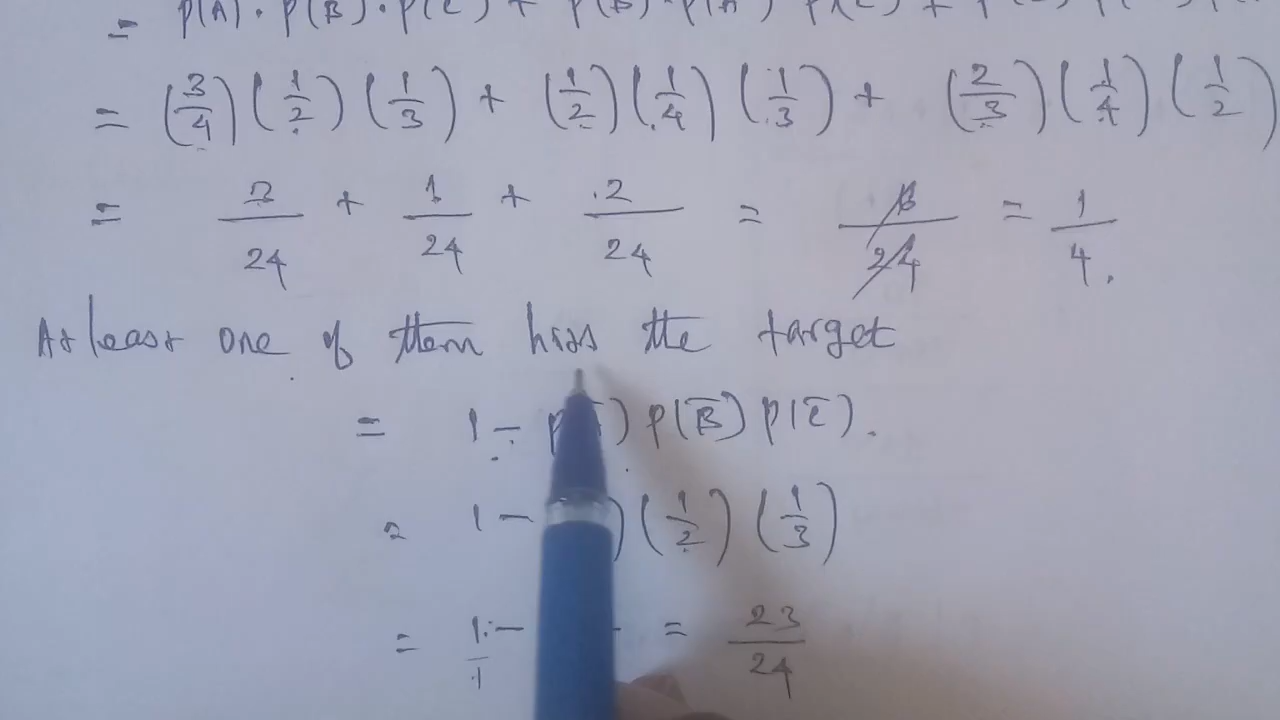 = P(A) · P(B̄) · P(C̄) + P(B) · P(Ā) P(C̄) +
= (3/4) (1/2) (1/3) + (1/2) (1/4) (1/3) + (2/3) (1/4) (1/2)
= 3/24 + 1/24 + 2/24 = 6/24 = 1/4.
At least one of them hits the target
= 1 - P( ) P(B̄) P(C̄).
= 1 - ) (1/2) (1/3)
= 1/1 - = 23/24